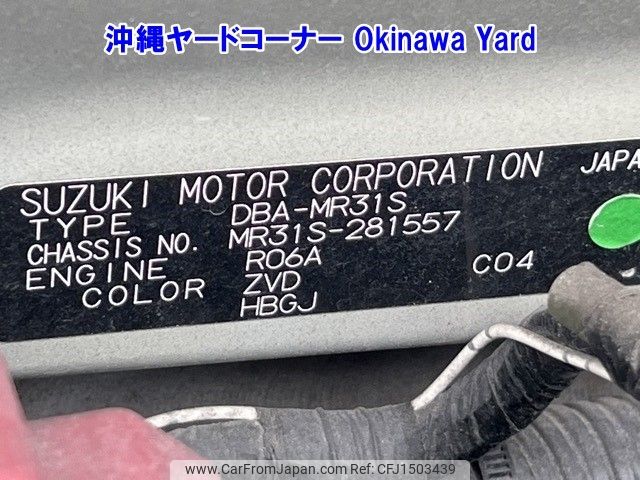 沖縄ヤードコーナー Okinawa Yard
SUZUKI MOTOR CORPORATION JAPA
TYPE DBA-MR31S
CHASSIS NO. MR31S-281557
ENGINE R06A C04
COLOR ZVD
HBGJ
www.CarFromJapan.com CFJ1503439